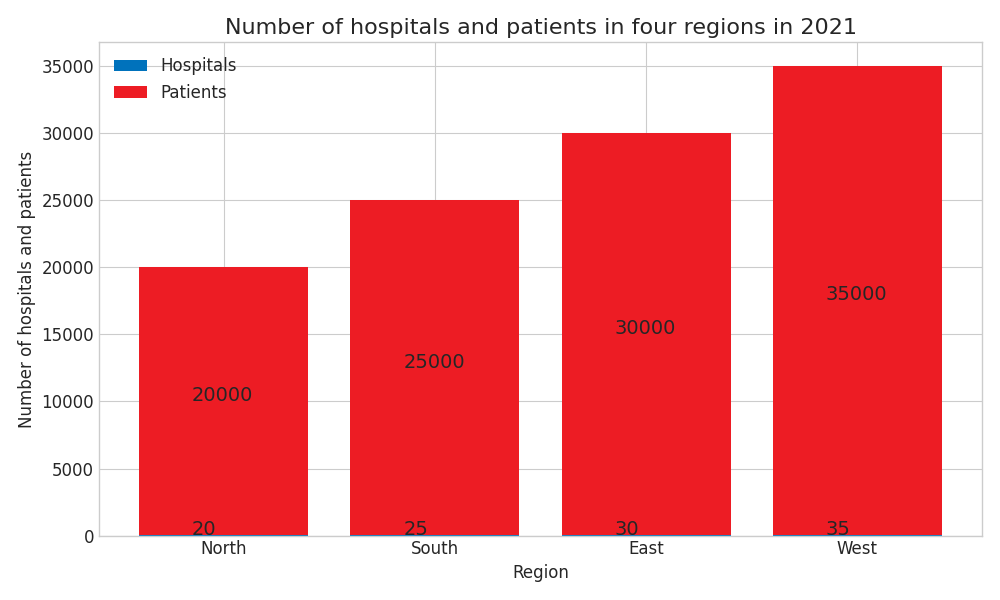 Number of hospitals and patients in four regions in 2021
Hospitals
Patients
Number of hospitals and patients
35000
30000
25000
20000
15000
10000
5000
0
20000
25000
30000
35000
20
25
30
35
North
South
East
West
Region